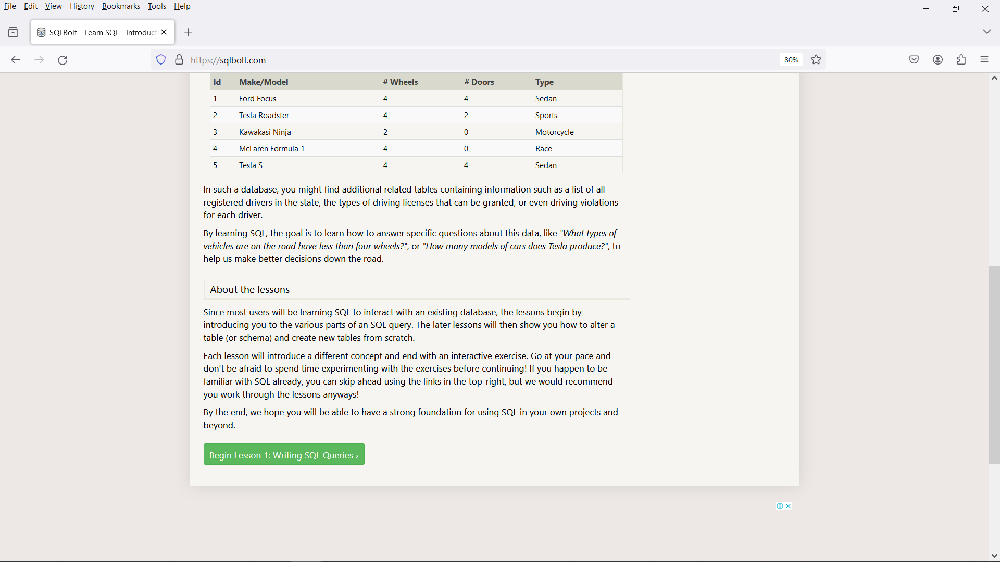 File Edit View History Bookmarks Tools Help
SQLBolt - Learn SQL - Introduct
https://sqlbolt.com 80%
Id Make/Model # Wheels # Doors Type
1 Ford Focus 4 4 Sedan
2 Tesla Roadster 4 2 Sports
3 Kawakasi Ninja 2 0 Motorcycle
4 McLaren Formula 1 4 0 Race
5 Tesla S 4 4 Sedan
In such a database, you might find additional related tables containing information such as a list of all
registered drivers in the state, the types of driving licenses that can be granted, or even driving violations
for each driver.
By learning SQL, the goal is to learn how to answer specific questions about this data, like "What types of
vehicles are on the road have less than four wheels?", or "How many models of cars does Tesla produce?", to
help us make better decisions down the road.
About the lessons
Since most users will be learning SQL to interact with an existing database, the lessons begin by
introducing you to the various parts of an SQL query. The later lessons will then show you how to alter a
table (or schema) and create new tables from scratch.
Each lesson will introduce a different concept and end with an interactive exercise. Go at your pace and
don't be afraid to spend time experimenting with the exercises before continuing! If you happen to be
familiar with SQL already, you can skip ahead using the links in the top-right, but we would recommend
you work through the lessons anyways!
By the end, we hope you will be able to have a strong foundation for using SQL in your own projects and
beyond.
Begin Lesson 1: Writing SQL Queries ›